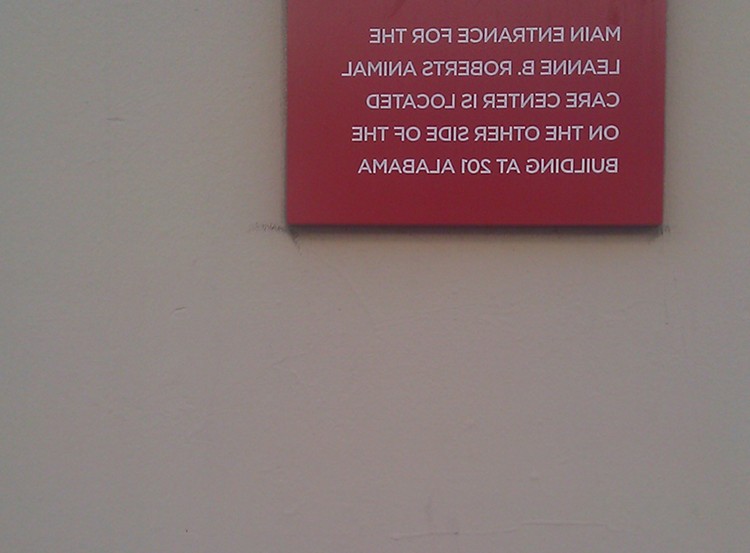 MAIN ENTRANCE FOR THE
LEANNE B. ROBERTS ANIMAL
CARE CENTER IS LOCATED
ON THE OTHER SIDE OF THE
BUILDING AT 201 ALABAMA